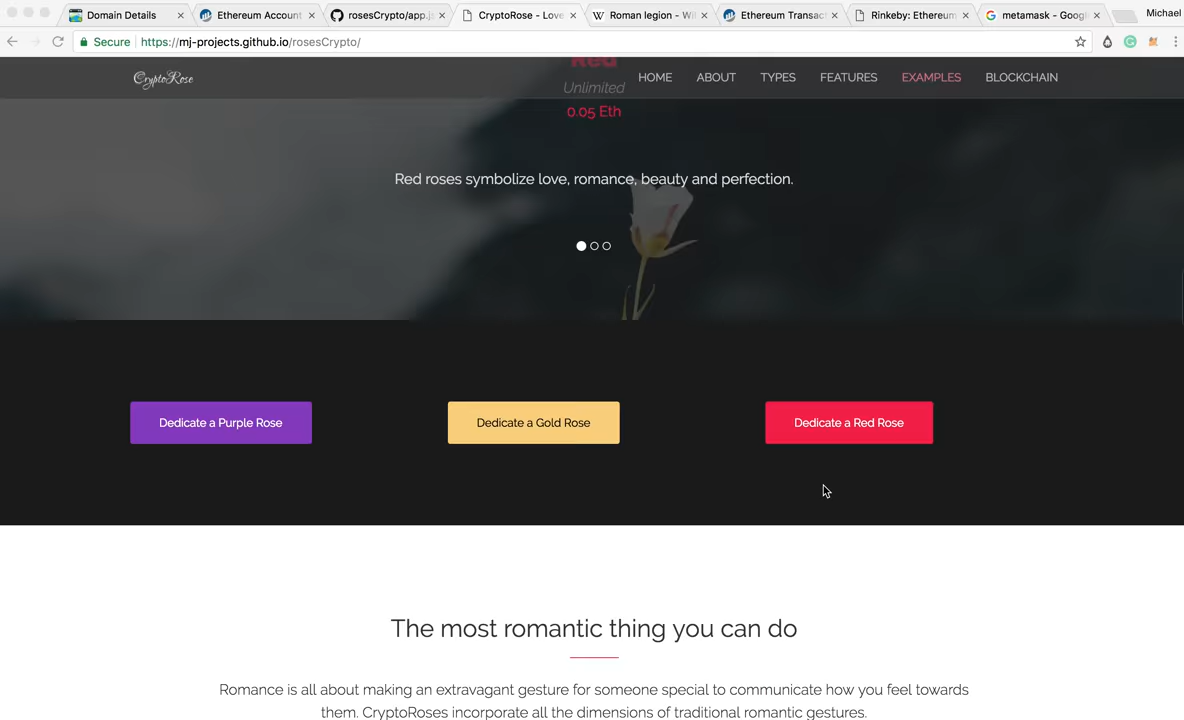 Domain Details
Ethereum Account
rosesCrypto/app.js
CryptoRose - Love
Roman legion - Wi
Ethereum Transact
Rinkeby: Ethereum
metamask - Googl
Michael
Secure
https://mj-projects.github.io/rosesCrypto/
CryptoRose
Red
HOME
ABOUT
TYPES
FEATURES
EXAMPLES
BLOCKCHAIN
Unlimited
0.05 Eth
Red roses symbolize love, romance, beauty and perfection.
Dedicate a Purple Rose
Dedicate a Gold Rose
Dedicate a Red Rose
The most romantic thing you can do
Romance is all about making an extravagant gesture for someone special to communicate how you feel towards
them. CryptoRoses incorporate all the dimensions of traditional romantic gestures.